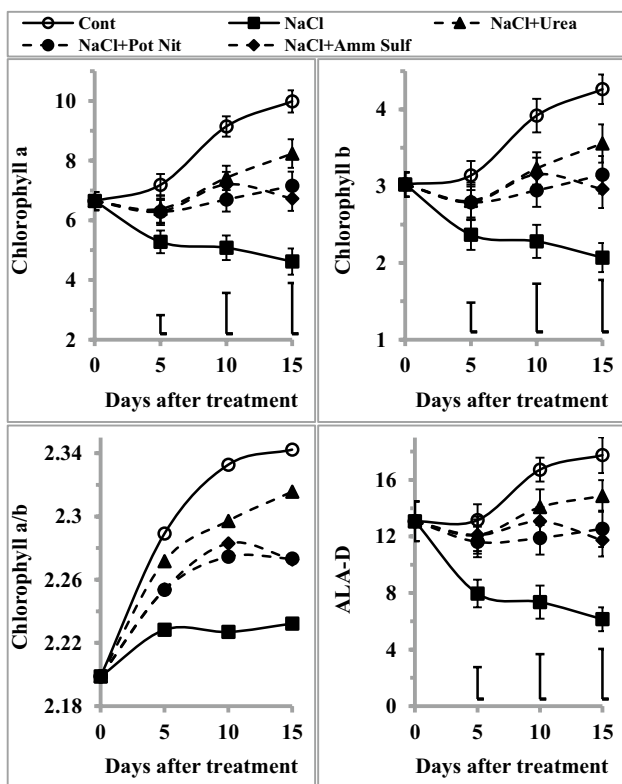 Cont NaCl NaCl+Urea
NaCl+Pot Nit NaCl+Amm Sulf
Chlorophyll a
10
8
6
4
2
0 5 10 15
Days after treatment
Chlorophyll b
4
3
2
1
0 5 10 15
Days after treatment
Chlorophyll a/b
2.34
2.3
2.26
2.22
2.18
0 5 10 15
Days after treatment
ALA-D
16
12
8
4
0
0 5 10 15
Days after treatment